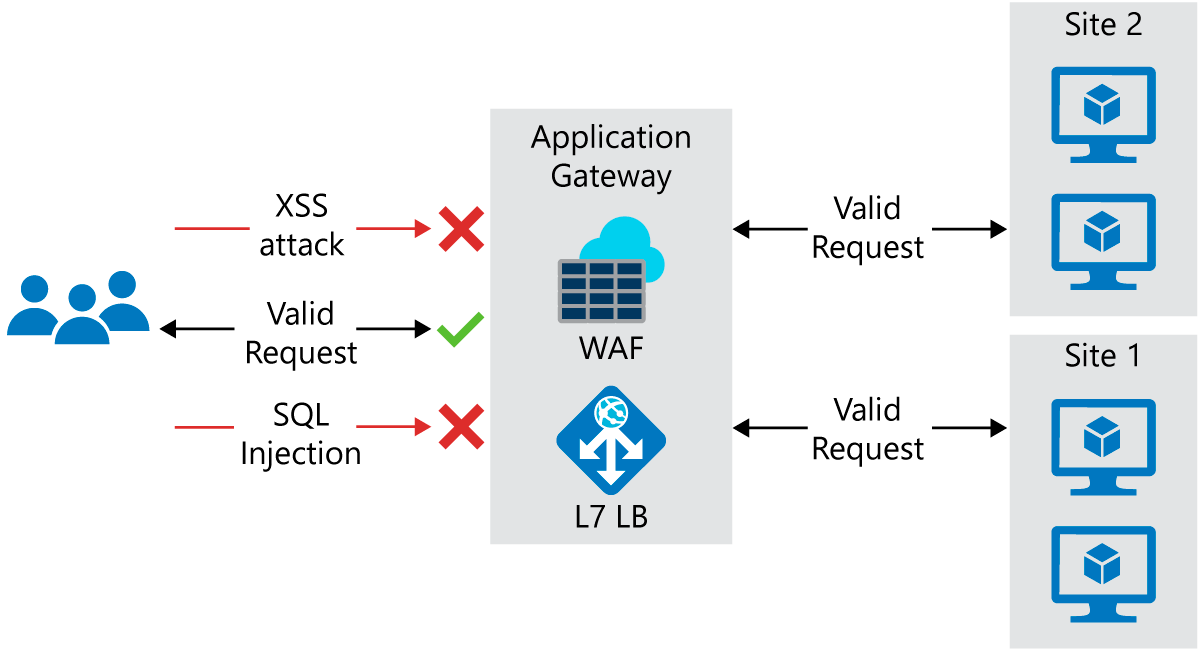 XSS
attack
Valid
Request
SQL
Injection
Application
Gateway
WAF
L7 LB
Valid
Request
Valid
Request
Site 2
Site 1